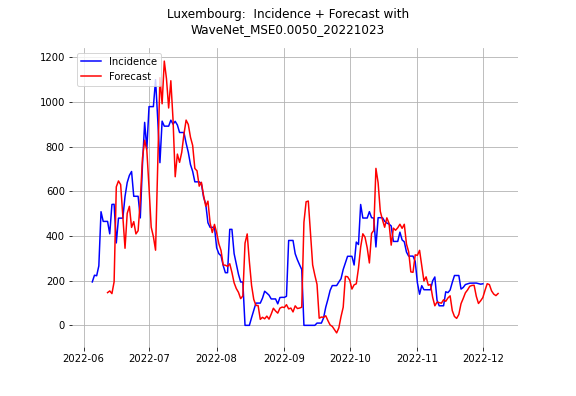 Luxembourg:  Incidence + Forecast with
WaveNet_MSE0.0050_20221023
Incidence
Forecast
1200
1000
800
600
400
200
0
2022-06 2022-07 2022-08 2022-09 2022-10 2022-11 2022-12